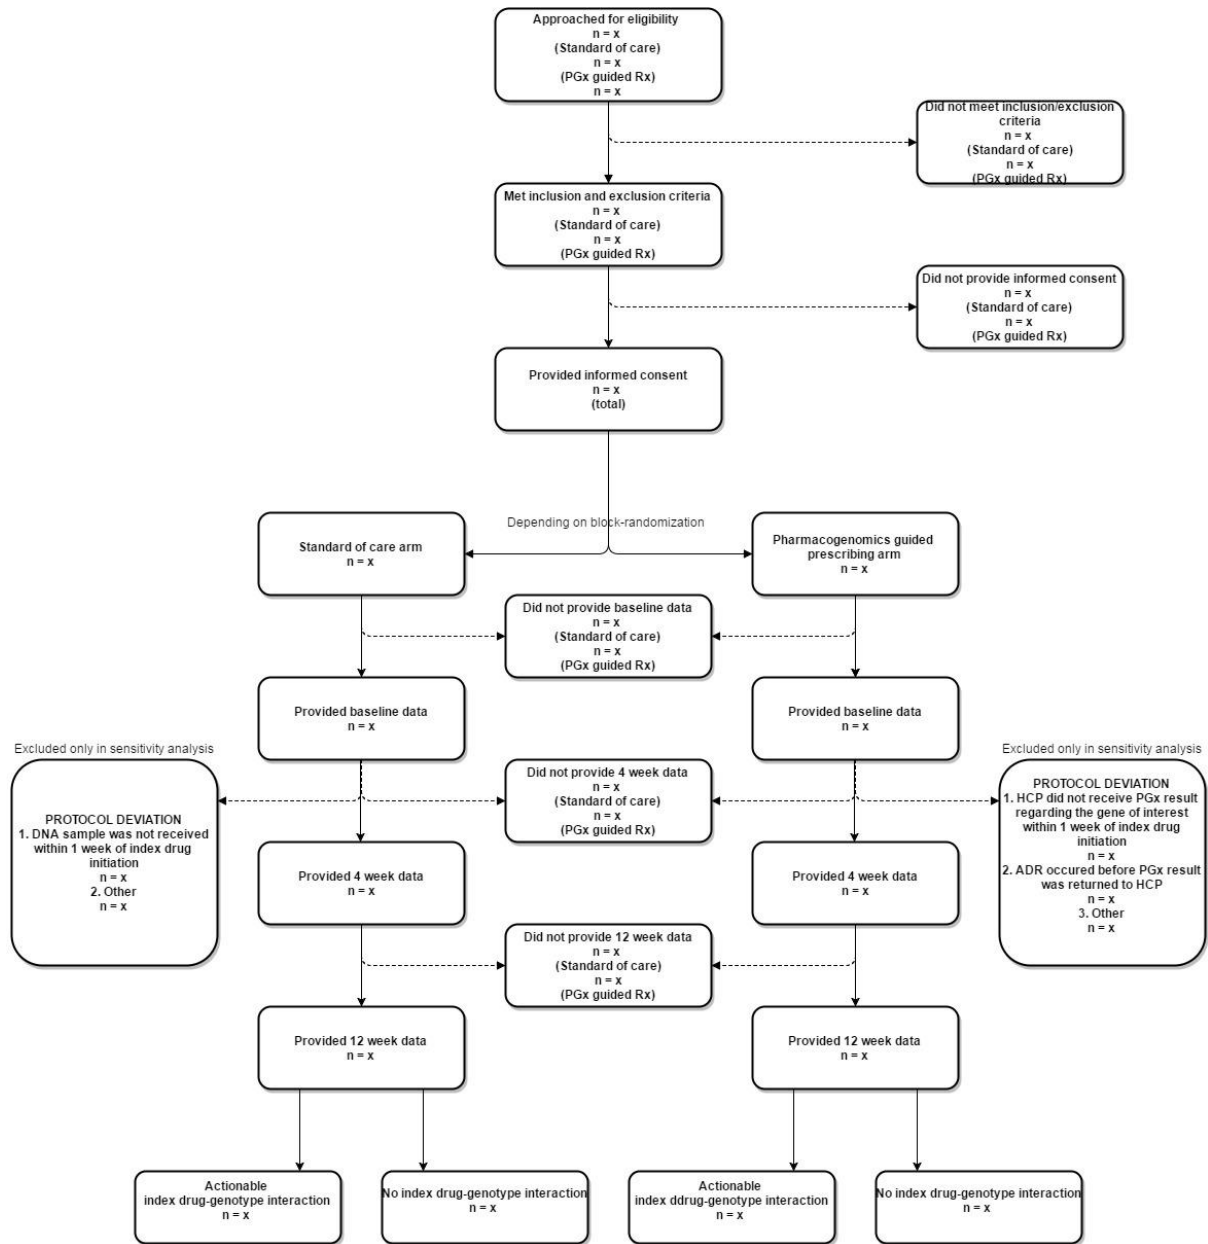 Approached for eligibility
n = x
(Standard of care)
n = x
(PGx guided Rx)
n = x
Did not meet inclusion/exclusion
criteria
n = x
(Standard of care)
n = x
(PGx guided Rx)
Met inclusion and exclusion criteria
n = x
(Standard of care)
n = x
(PGx guided Rx)
Did not provide informed consent
n = x
(Standard of care)
n = x
(PGx guided Rx)
Provided informed consent
n = x
(total)
Depending on block-randomization
Standard of care arm
n = x
Pharmacogenomics guided
prescribing arm
n = x
Did not provide baseline data
n = x
(Standard of care)
n = x
(PGx guided Rx)
Provided baseline data
n = x
Provided baseline data
n = x
Excluded only in sensitivity analysis
PROTOCOL DEVIATION
1. DNA sample was not received
within 1 week of index drug
initiation
n = x
2. Other
n = x
Did not provide 4 week data
n = x
(Standard of care)
n = x
(PGx guided Rx)
Excluded only in sensitivity analysis
PROTOCOL DEVIATION
1. HCP did not receive PGx result
regarding the gene of interest
within 1 week of index drug
initiation
n = x
2. ADR occured before PGx result
was returned to HCP
n = x
3. Other
n = x
Provided 4 week data
n = x
Provided 4 week data
n = x
Did not provide 12 week data
n = x
(Standard of care)
n = x
(PGx guided Rx)
Provided 12 week data
n = x
Provided 12 week data
n = x
Actionable
index drug-genotype interaction
n = x
No index drug-genotype interaction
n = x
Actionable
index ddrug-genotype interaction
n = x
No index drug-genotype interaction
n = x